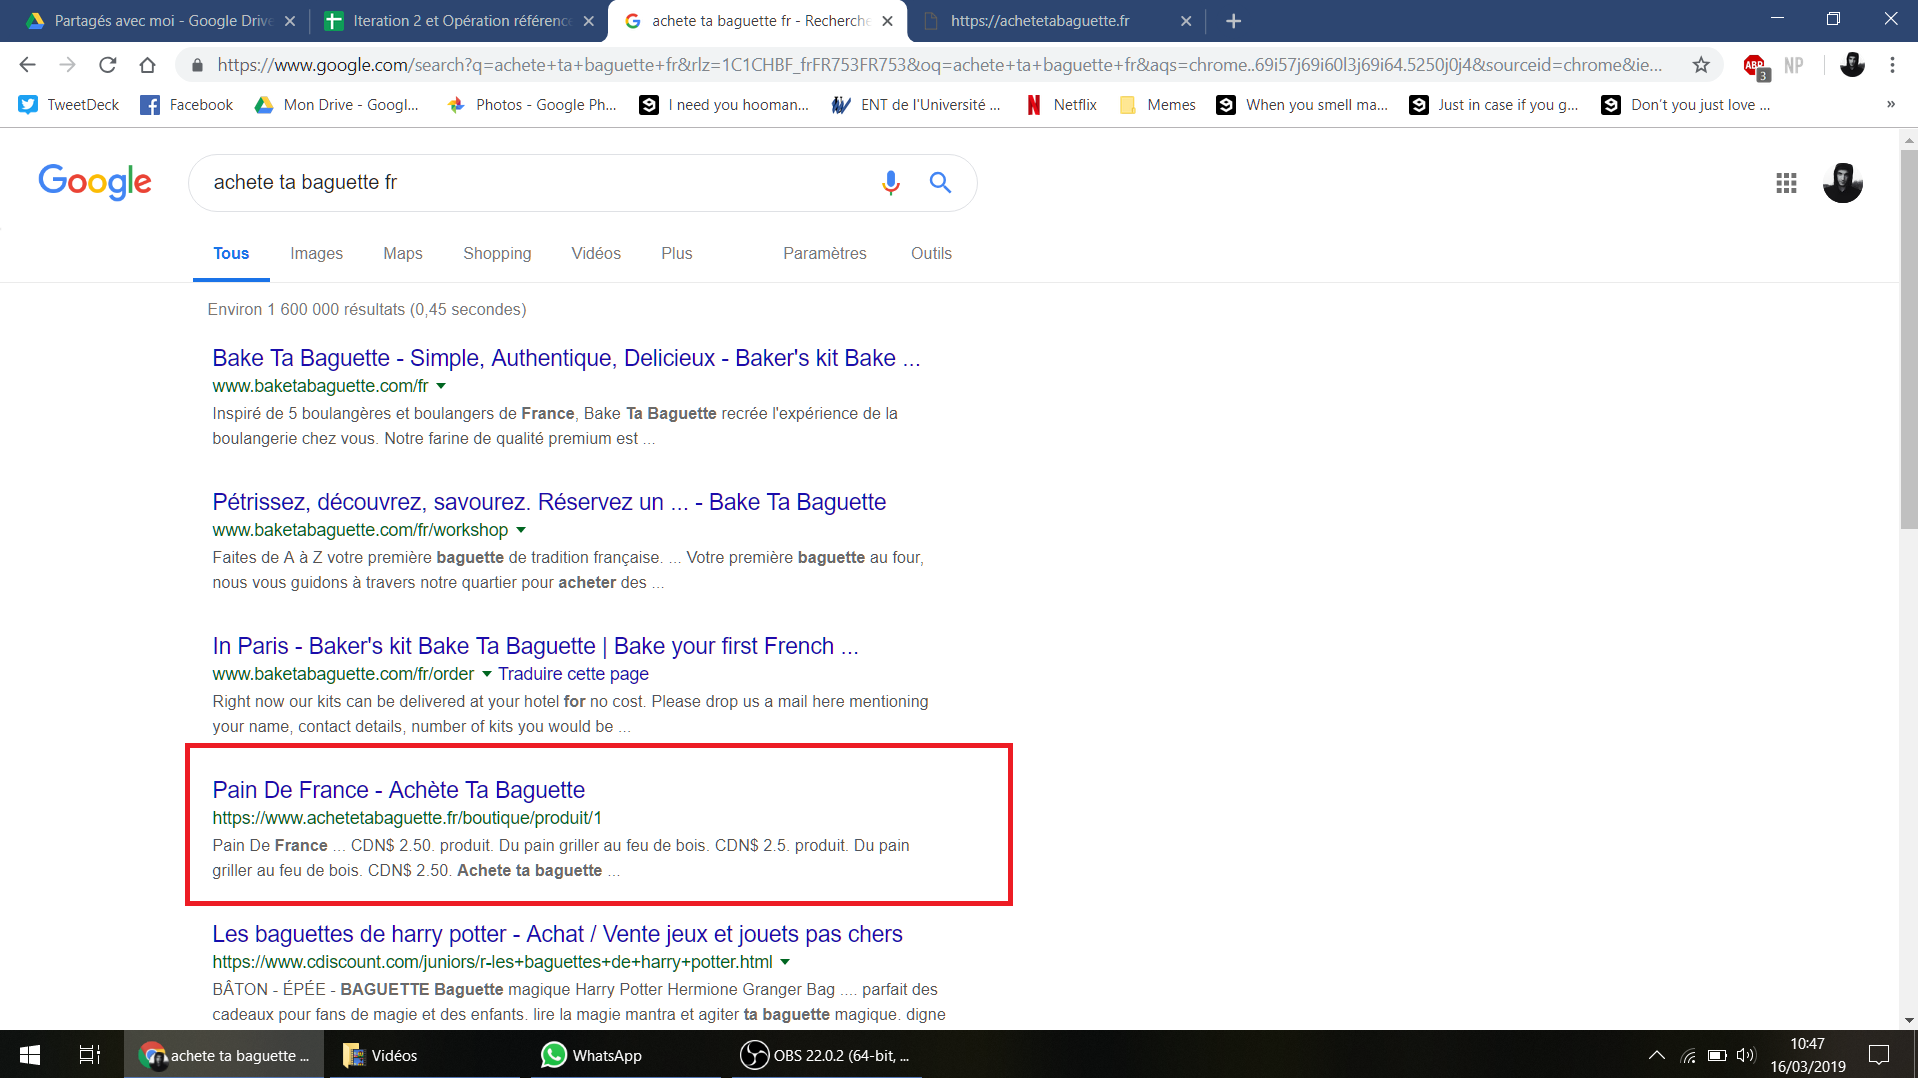 Partagés avec moi - Google Drive
Iteration 2 et Opération référence
achete ta baguette fr - Recherche
https://achetetabaguette.fr
https://www.google.com/search?q=achete+ta+baguette+fr&rlz=1C1CHBF_frFR753FR753&oq=achete+ta+baguette+fr&aqs=chrome..69i57j69i60l3j69i64.5250j0j4&sourceid=chrome&ie...
ABP
3
NP
TweetDeck
Facebook
Mon Drive - Googl...
Photos - Google Ph...
I need you hooman...
ENT de l'Université ...
Netflix
Memes
When you smell ma...
Just in case if you g...
Don't you just love ...
»
Google
achete ta baguette fr
Tous
Images
Maps
Shopping
Vidéos
Plus
Paramètres
Outils
Environ 1 600 000 résultats (0,45 secondes)
Bake Ta Baguette - Simple, Authentique, Delicieux - Baker's kit Bake ...
www.baketabaguette.com/fr
Inspiré de 5 boulangères et boulangers de France, Bake Ta Baguette recrée l'expérience de la
boulangerie chez vous. Notre farine de qualité premium est ...
Pétrissez, découvrez, savourez. Réservez un ... - Bake Ta Baguette
www.baketabaguette.com/fr/workshop
Faites de A à Z votre première baguette de tradition française. ... Votre première baguette au four,
nous vous guidons à travers notre quartier pour acheter des ...
In Paris - Baker's kit Bake Ta Baguette | Bake your first French ...
www.baketabaguette.com/fr/order Traduire cette page
Right now our kits can be delivered at your hotel for no cost. Please drop us a mail here mentioning
your name, contact details, number of kits you would be ...
Pain De France - Achète Ta Baguette
https://www.achetetabaguette.fr/boutique/produit/1
Pain De France ... CDN$ 2.50. produit. Du pain griller au feu de bois. CDN$ 2.5. produit. Du pain
griller au feu de bois. CDN$ 2.50. Achete ta baguette ...
Les baguettes de harry potter - Achat / Vente jeux et jouets pas chers
https://www.cdiscount.com/juniors/r-les+baguettes+de+harry+potter.html
BÂTON - ÉPÉE - BAGUETTE Baguette magique Harry Potter Hermione Granger Bag .... parfait des
cadeaux pour fans de magie et des enfants. lire la magie mantra et agiter ta baguette magique. digne
achete ta baguette ...
Vidéos
WhatsApp
OBS 22.0.2 (64-bit, ...
10:47
16/03/2019